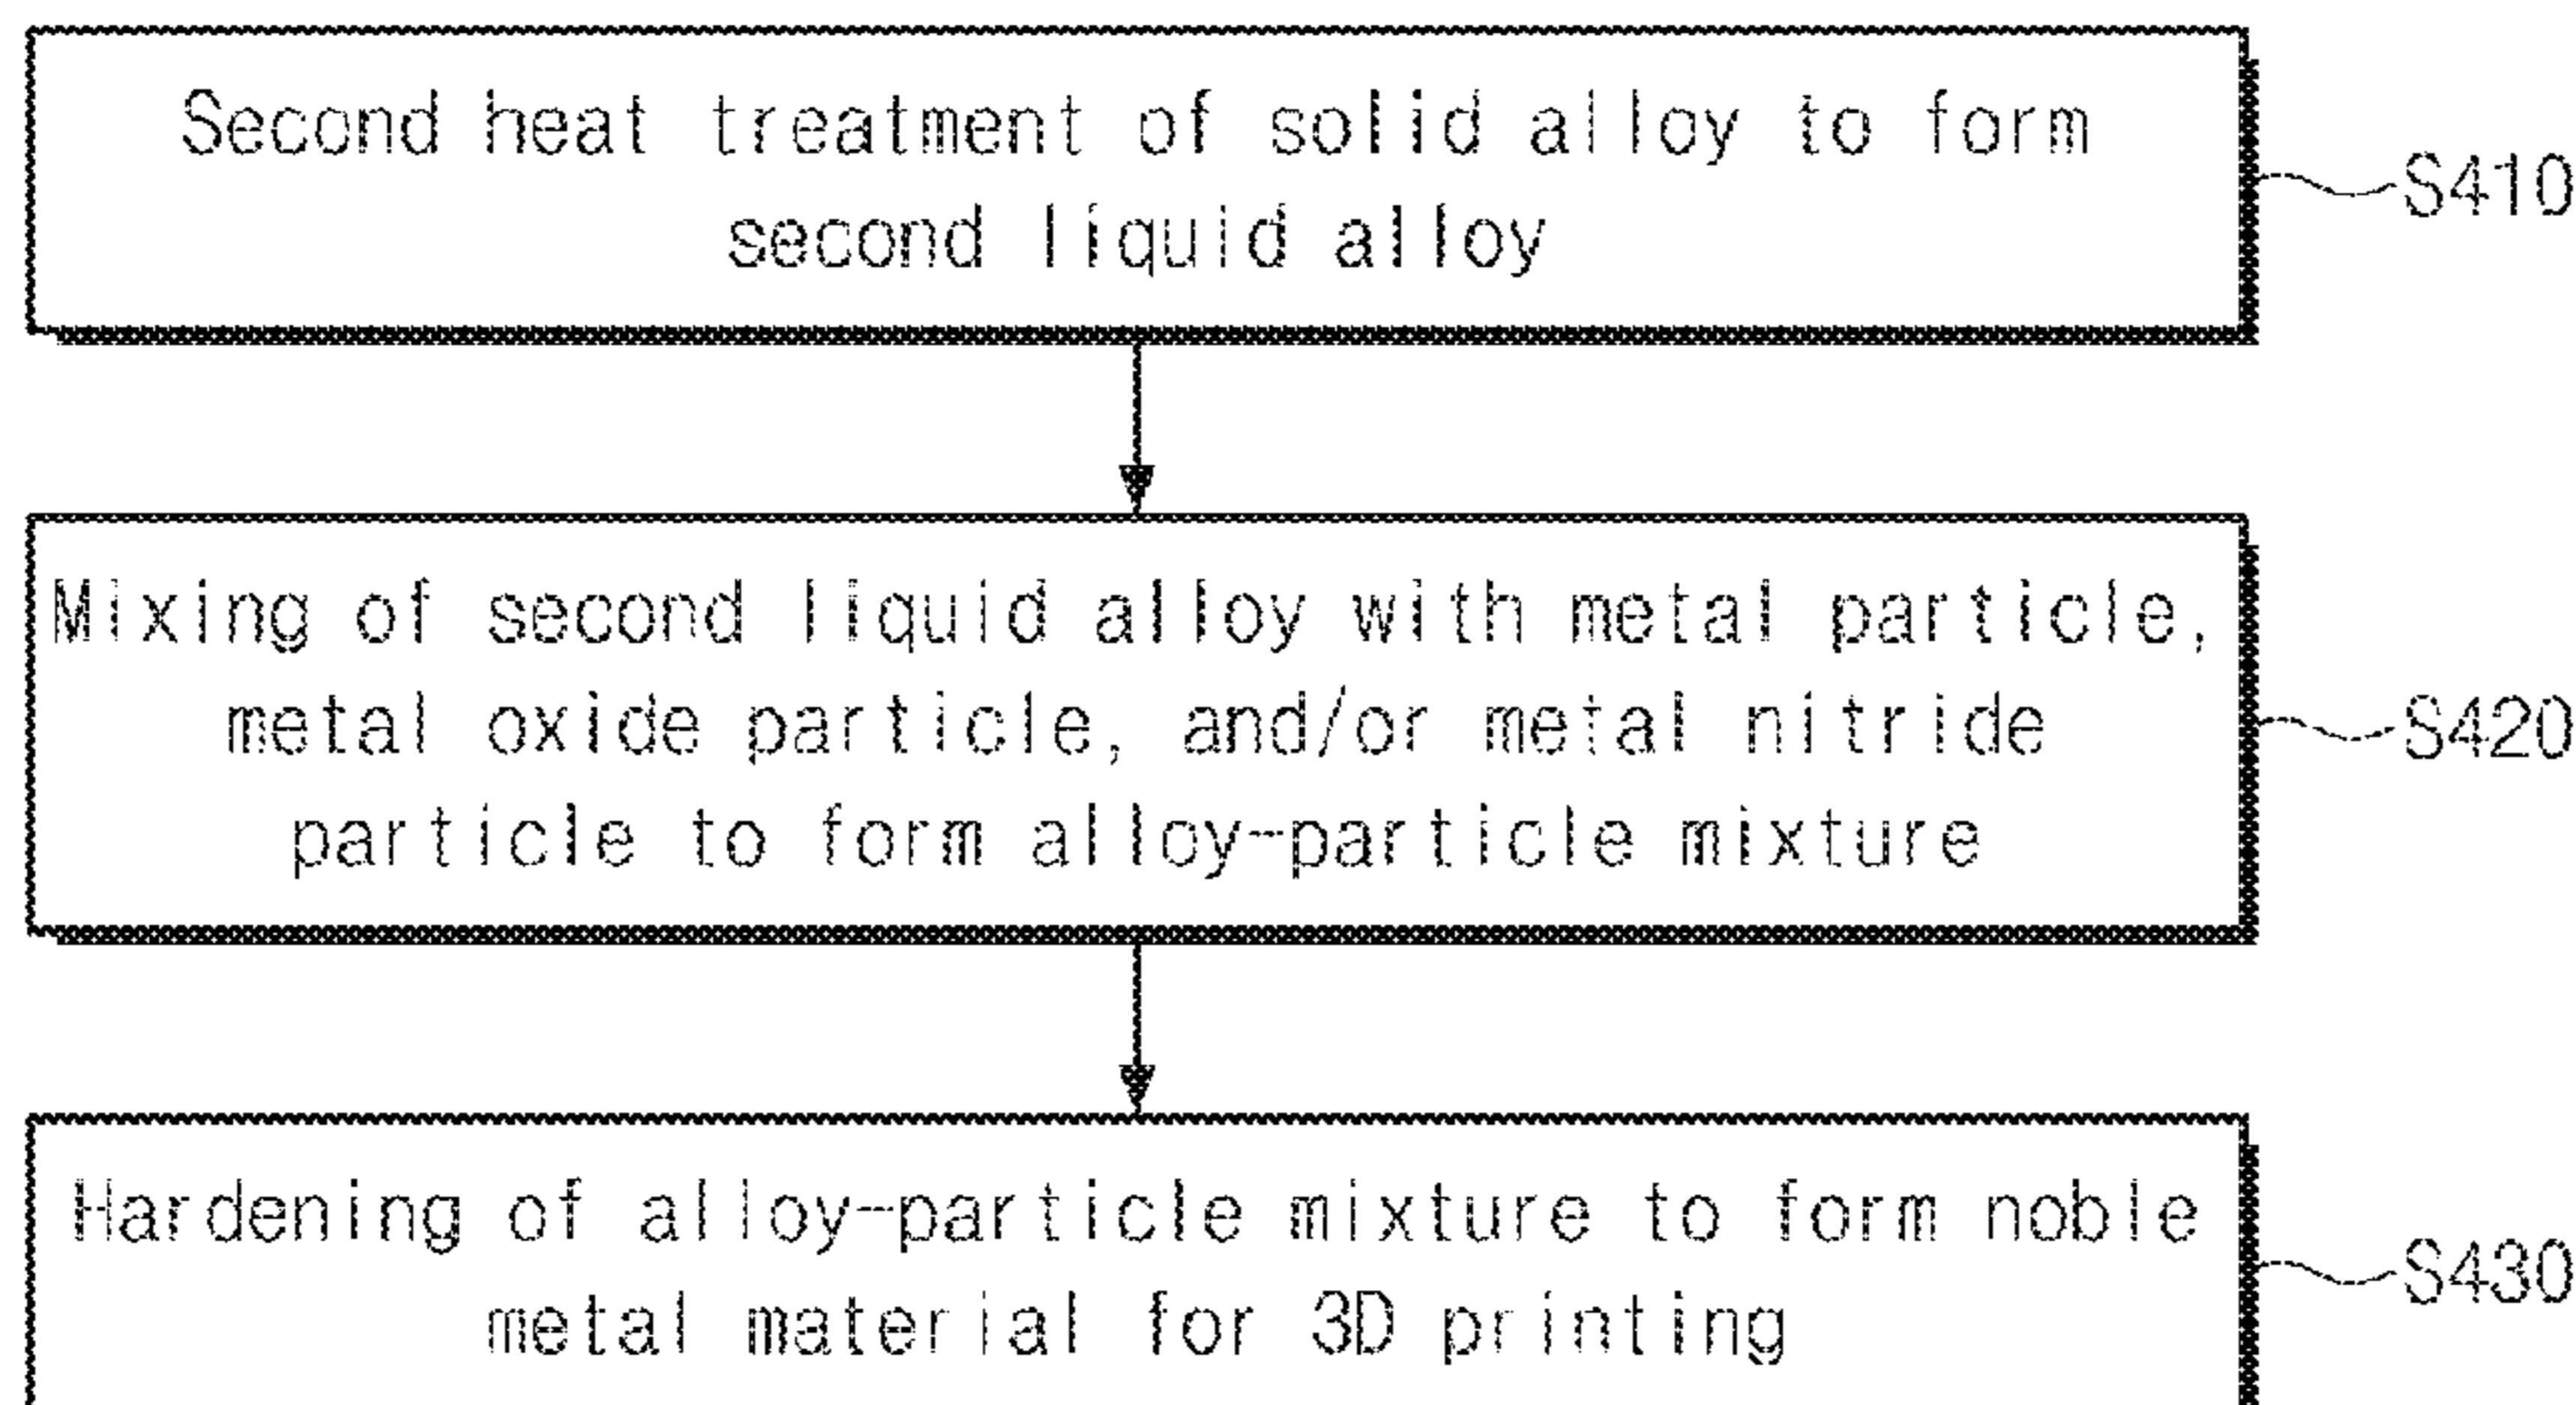 Second heat treatment of solid alloy to form
second liquid alloy
S410
Mixing of second liquid alloy with metal particle,
metal oxide particle, and/or metal nitride
particle to form alloy-particle mixture
S420
Hardening of alloy-particle mixture to form noble
metal material for 3D printing
S430